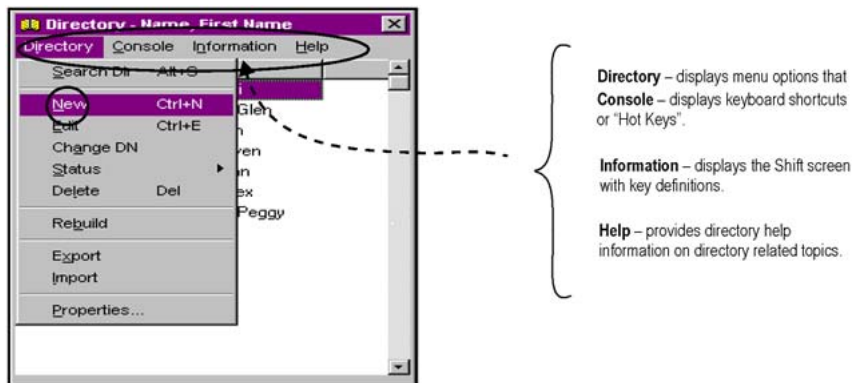 Directory - Name, First Name
Directory Console Information Help
Search Dir Alt+S
New Ctrl+N
Edit Ctrl+E
Change DN
Status
Delete Del
Rebuild
Export
Import
Properties...
i
Glen
n
ven
an
ex
Peggy
Directory – displays menu options that
Console – displays keyboard shortcuts
or “Hot Keys”.
Information – displays the Shift screen
with key definitions.
Help – provides directory help
information on directory related topics.